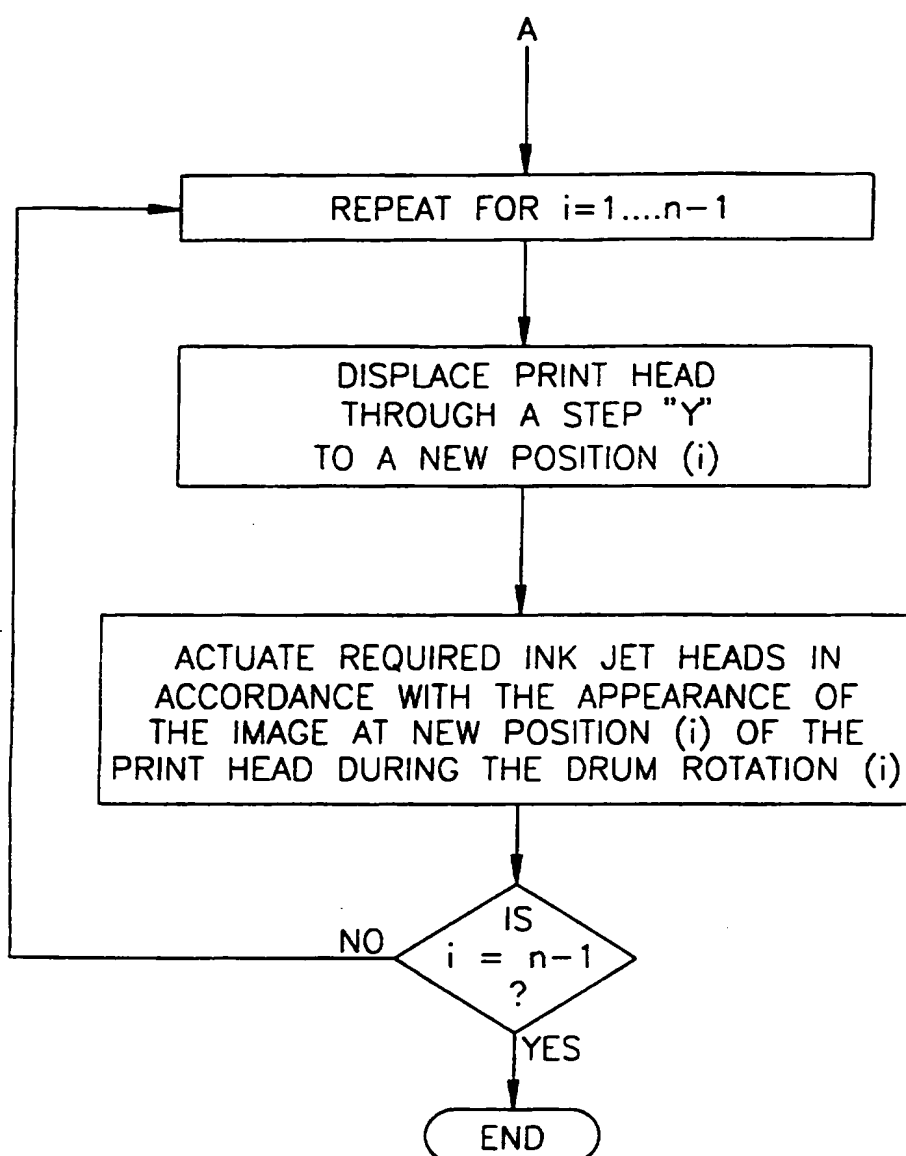 A
REPEAT FOR i=1....n-1
DISPLACE PRINT HEAD
THROUGH A STEP "Y"
TO A NEW POSITION (i)
ACTUATE REQUIRED INK JET HEADS IN
ACCORDANCE WITH THE APPEARANCE OF
THE IMAGE AT NEW POSITION (i) OF THE
PRINT HEAD DURING THE DRUM ROTATION (i)
IS
NO
i = n-1
?
YES
END